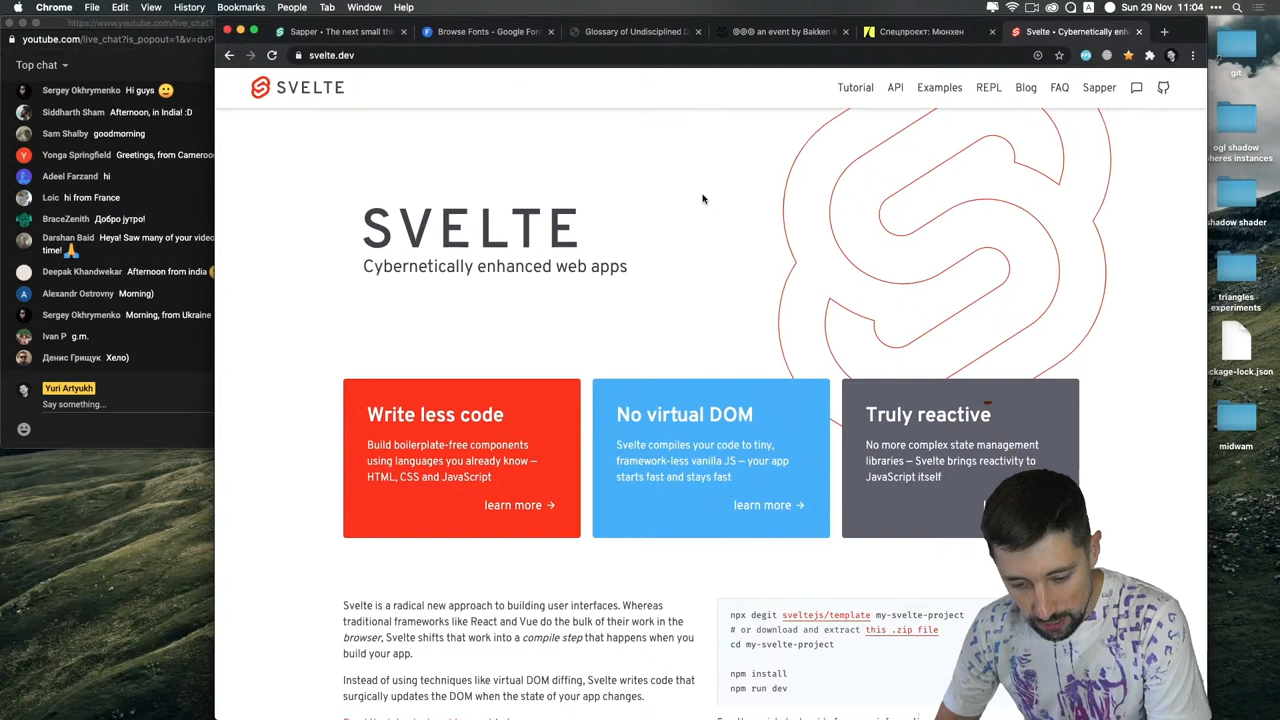 Chrome File Edit View History Bookmarks People Tab Window Help
Sun 29 Nov 11:04
https://www.youtube.com/live_chat?
youtube.com/live_chat?is_popout=1&v=dvP
Top chat
Sergey Okhrymenko Hi guys 🙂
Siddharth Sham Afternoon, in India! :D
Sam Shalby goodmorning
Y Yonga Springfield Greetings, from Cameroo
Adeel Farzand hi
Loic hi from France
BraceZenith Добро јутро!
Darshan Baid Heya! Saw many of your video
time! 🙏
Deepak Khandwekar Afternoon from india
A Alexandr Ostrovny Morning)
Sergey Okhrymenko Morning, from Ukraine
Ivan P g.m.
Денис Грищук Хело)
Yuri Artyukh
Say something...
Sapper • The next small thi
Browse Fonts - Google Fon
Glossary of Undisciplined D
an event by Bakken &
Спецпроєкт: Мюнхен
Svelte • Cybernetically enh
svelte.dev
SVELTE
Tutorial API Examples REPL Blog FAQ Sapper
SVELTE
Cybernetically enhanced web apps
Write less code
Build boilerplate-free components
using languages you already know —
HTML, CSS and JavaScript
learn more →
No virtual DOM
Svelte compiles your code to tiny,
framework-less vanilla JS — your app
starts fast and stays fast
learn more →
Truly reactive
No more complex state management
libraries — Svelte brings reactivity to
JavaScript itself
Svelte is a radical new approach to building user interfaces. Whereas
traditional frameworks like React and Vue do the bulk of their work in the
browser, Svelte shifts that work into a compile step that happens when you
build your app.
Instead of using techniques like virtual DOM diffing, Svelte writes code that
surgically updates the DOM when the state of your app changes.
npx degit sveltejs/template my-svelte-project
# or download and extract this .zip file
cd my-svelte-project
npm install
npm run dev
git
ogl shadow
heres instances
shadow shader
triangles
experiments
ckage-lock.json
midwam